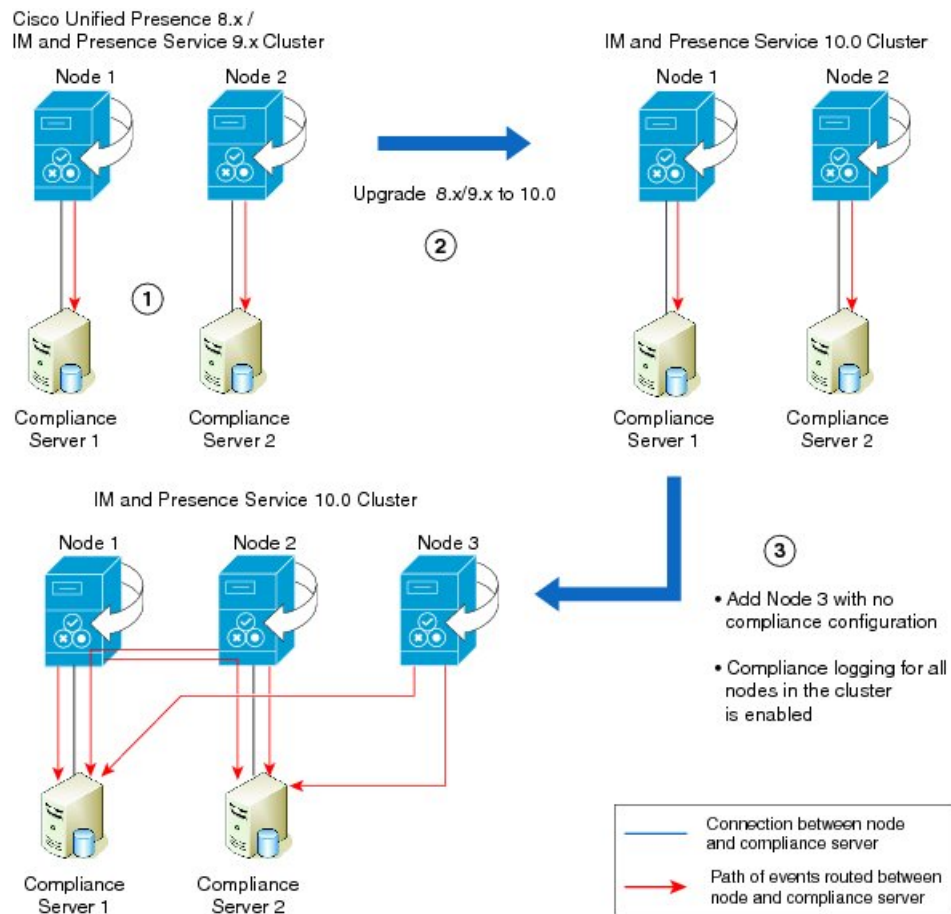 Cisco Unified Presence 8.x /
IM and Presence Service 9.x Cluster
Node 1
Node 2
IM and Presence Service 10.0 Cluster
Node 1
Node 2
Upgrade 8.x/9.x to 10.0
2
1
Compliance
Server 1
Compliance
Server 2
Compliance
Server 1
Compliance
Server 2
IM and Presence Service 10.0 Cluster
Node 1
Node 2
Node 3
3
• Add Node 3 with no
compliance configuration
• Compliance logging for all
nodes in the cluster
is enabled
Compliance
Server 1
Compliance
Server 2
Connection between node
and compliance server
Path of events routed between
node and compliance server